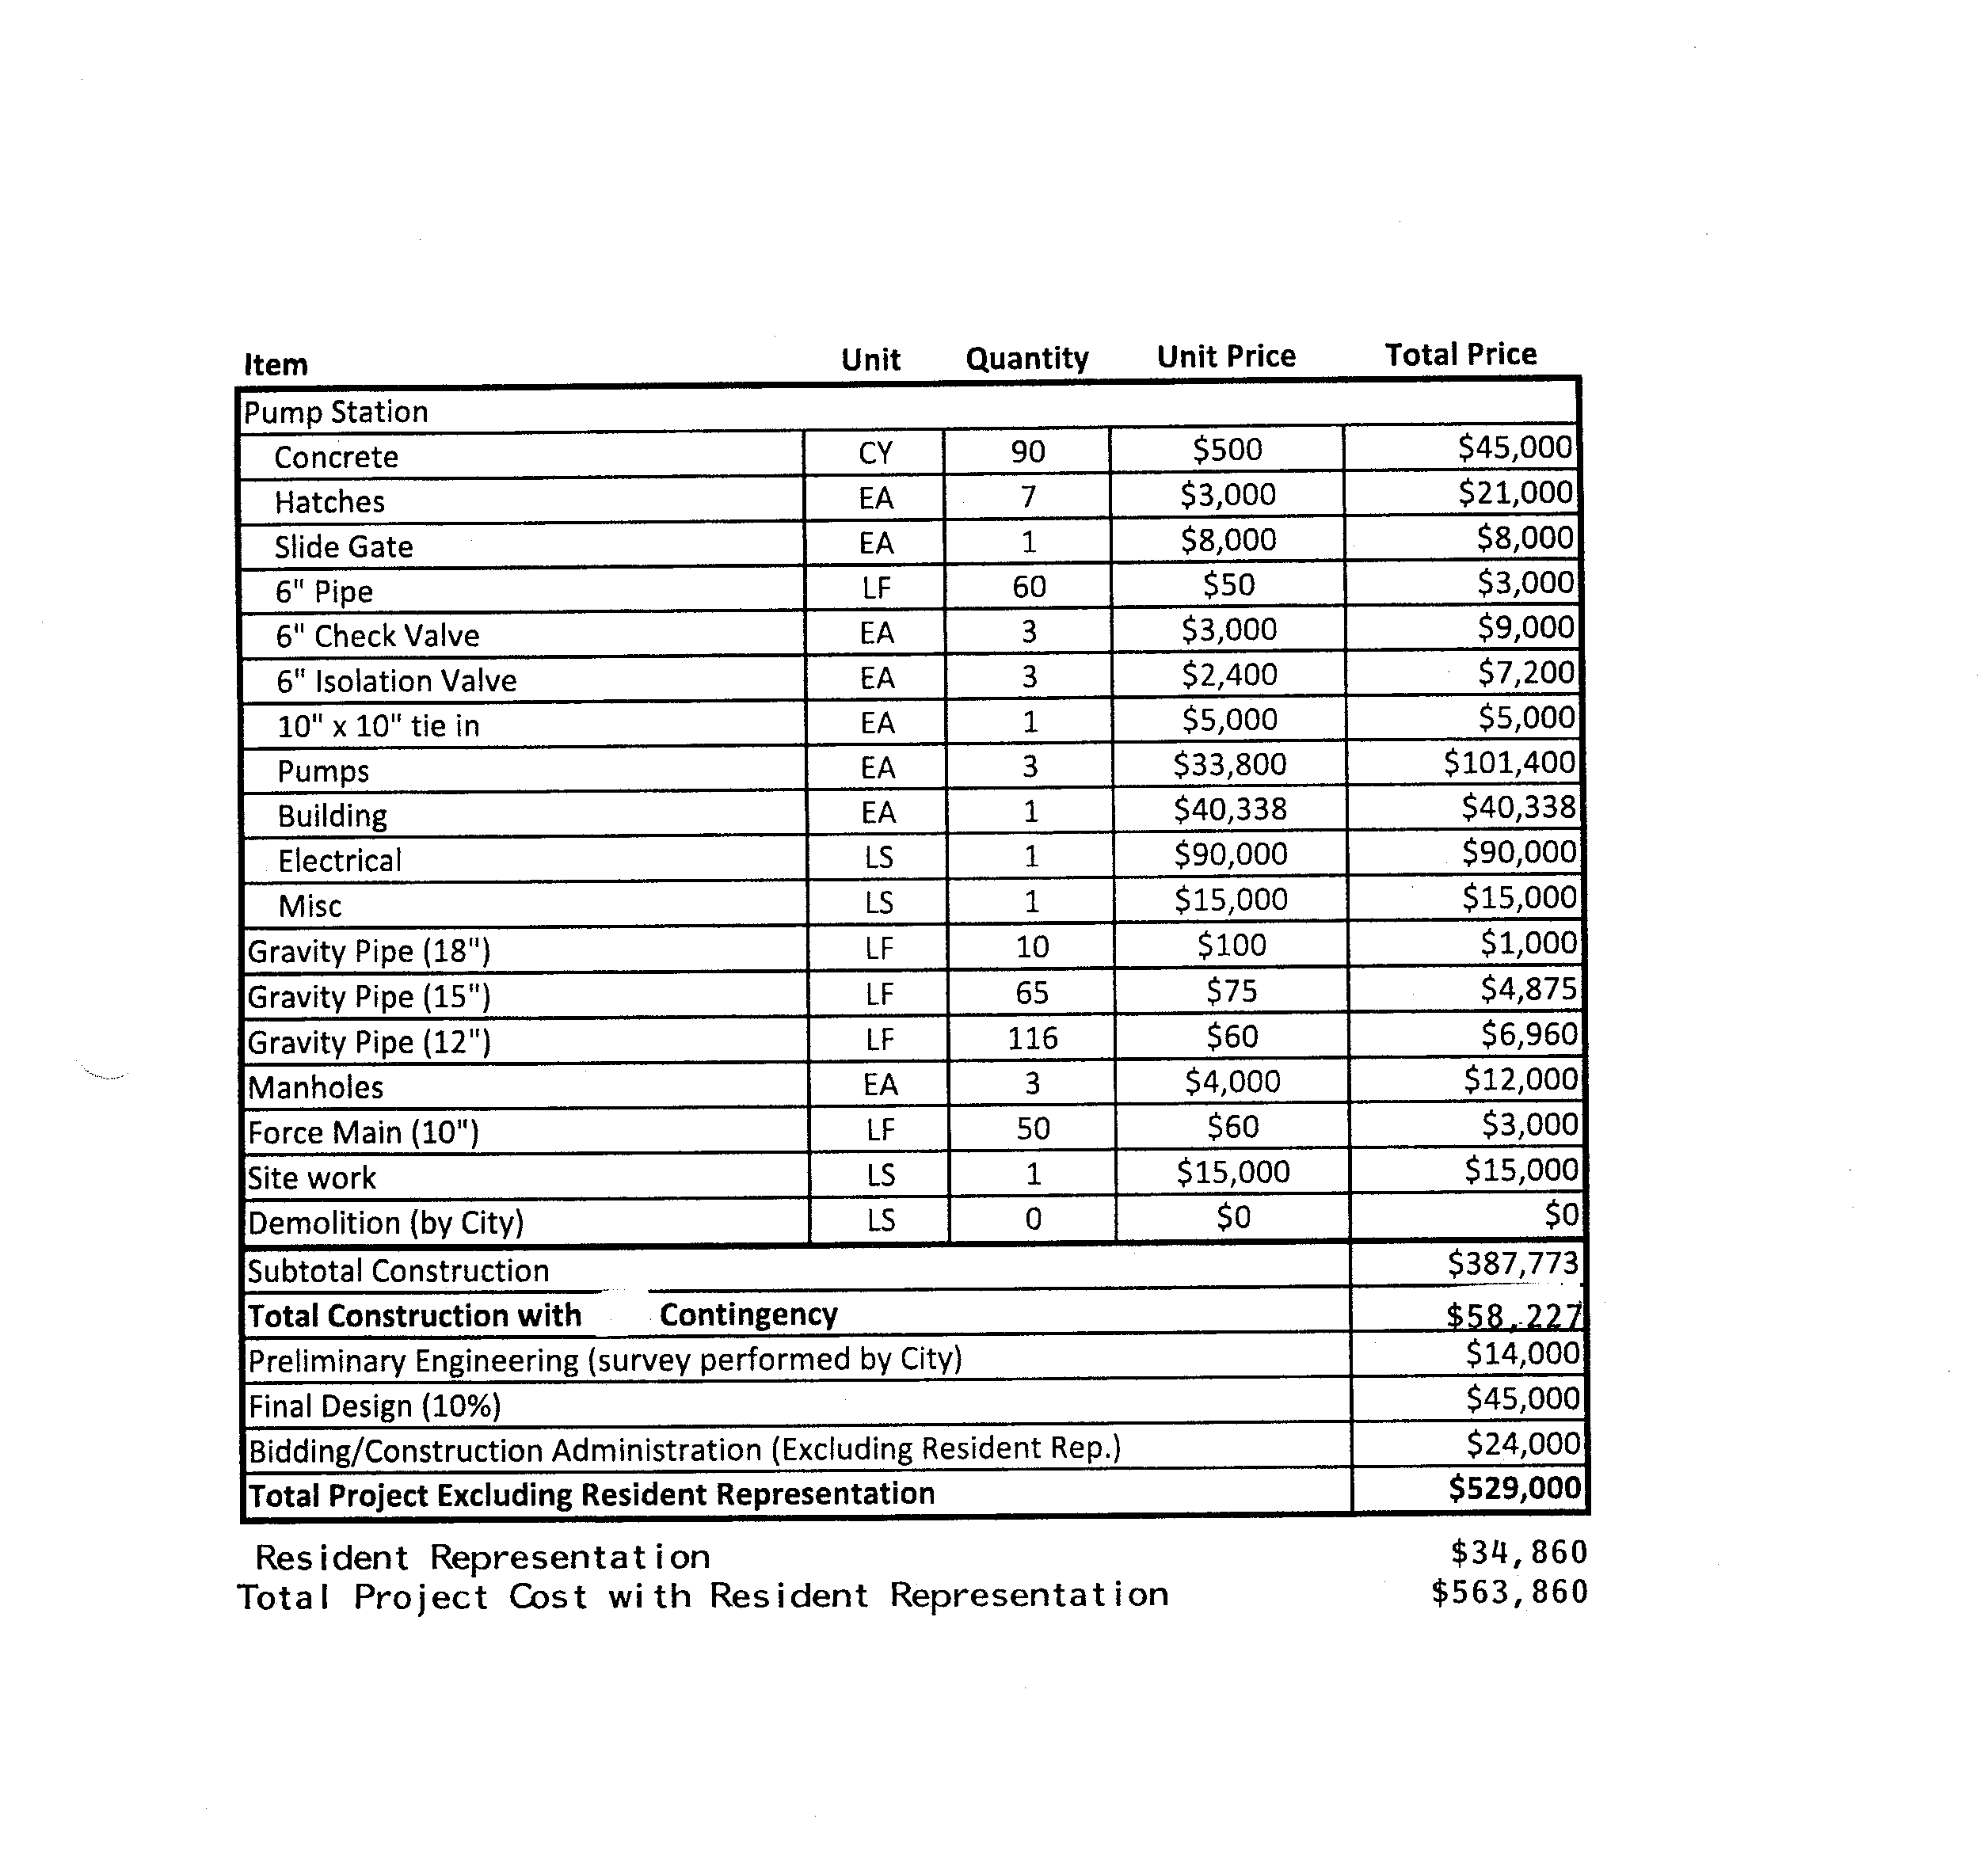 Item Unit Quantity Unit Price Total Price
Pump Station
Concrete CY 90 $500 $45,000
Hatches EA 7 $3,000 $21,000
Slide Gate EA 1 $8,000 $8,000
6" Pipe LF 60 $50 $3,000
6" Check Valve EA 3 $3,000 $9,000
6" Isolation Valve EA 3 $2,400 $7,200
10" x 10" tie in EA 1 $5,000 $5,000
Pumps EA 3 $33,800 $101,400
Building EA 1 $40,338 $40,338
Electrical LS 1 $90,000 $90,000
Misc LS 1 $15,000 $15,000
Gravity Pipe (18") LF 10 $100 $1,000
Gravity Pipe (15") LF 65 $75 $4,875
Gravity Pipe (12") LF 116 $60 $6,960
Manholes EA 3 $4,000 $12,000
Force Main (10") LF 50 $60 $3,000
Site work LS 1 $15,000 $15,000
Demolition (by City) LS 0 $0 $0
Subtotal Construction $387,773
Total Construction with Contingency $58,227
Preliminary Engineering (survey performed by City) $14,000
Final Design (10%) $45,000
Bidding/Construction Administration (Excluding Resident Rep.) $24,000
Total Project Excluding Resident Representation $529,000
Resident Representation $34,860
Total Project Cost with Resident Representation $563,860